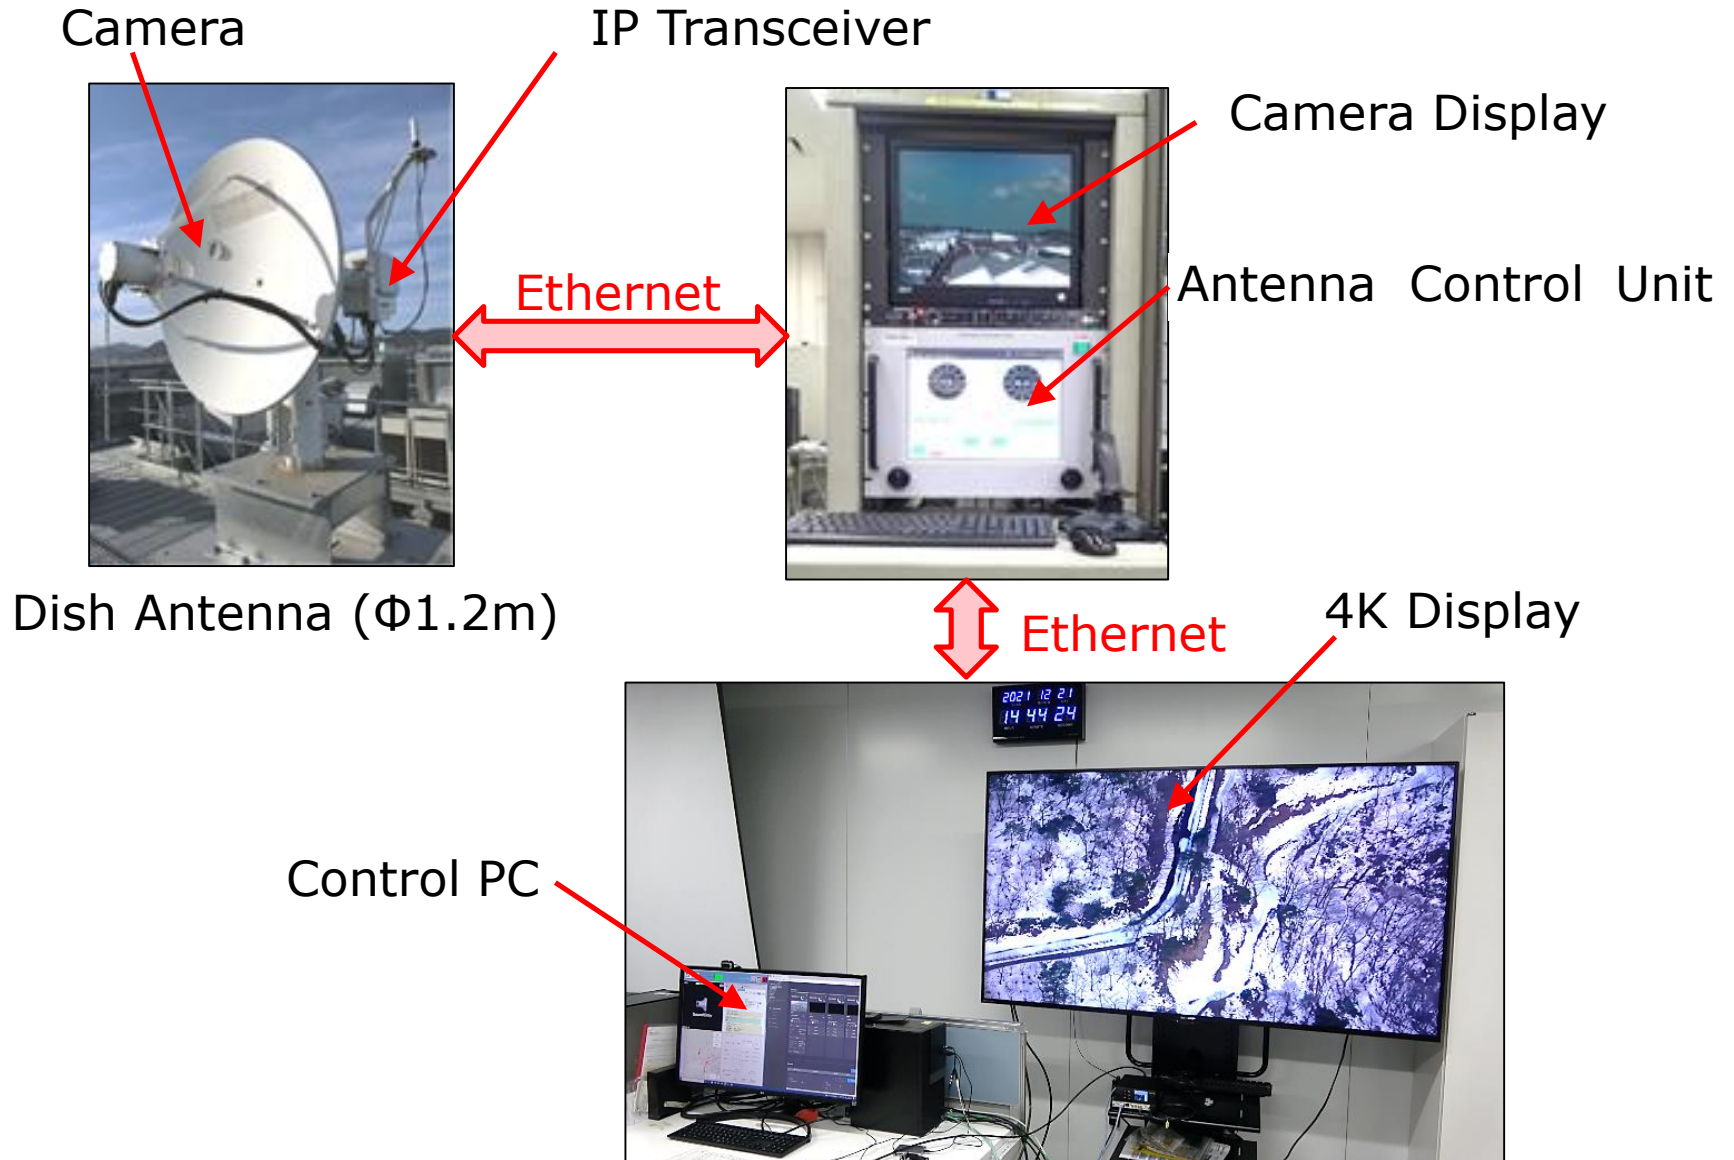 Camera
IP Transceiver
Camera Display
Antenna Control Unit
Ethernet
Dish Antenna (Φ1.2m)
Ethernet
4K Display
2021 12 21
14 44 24
Control PC